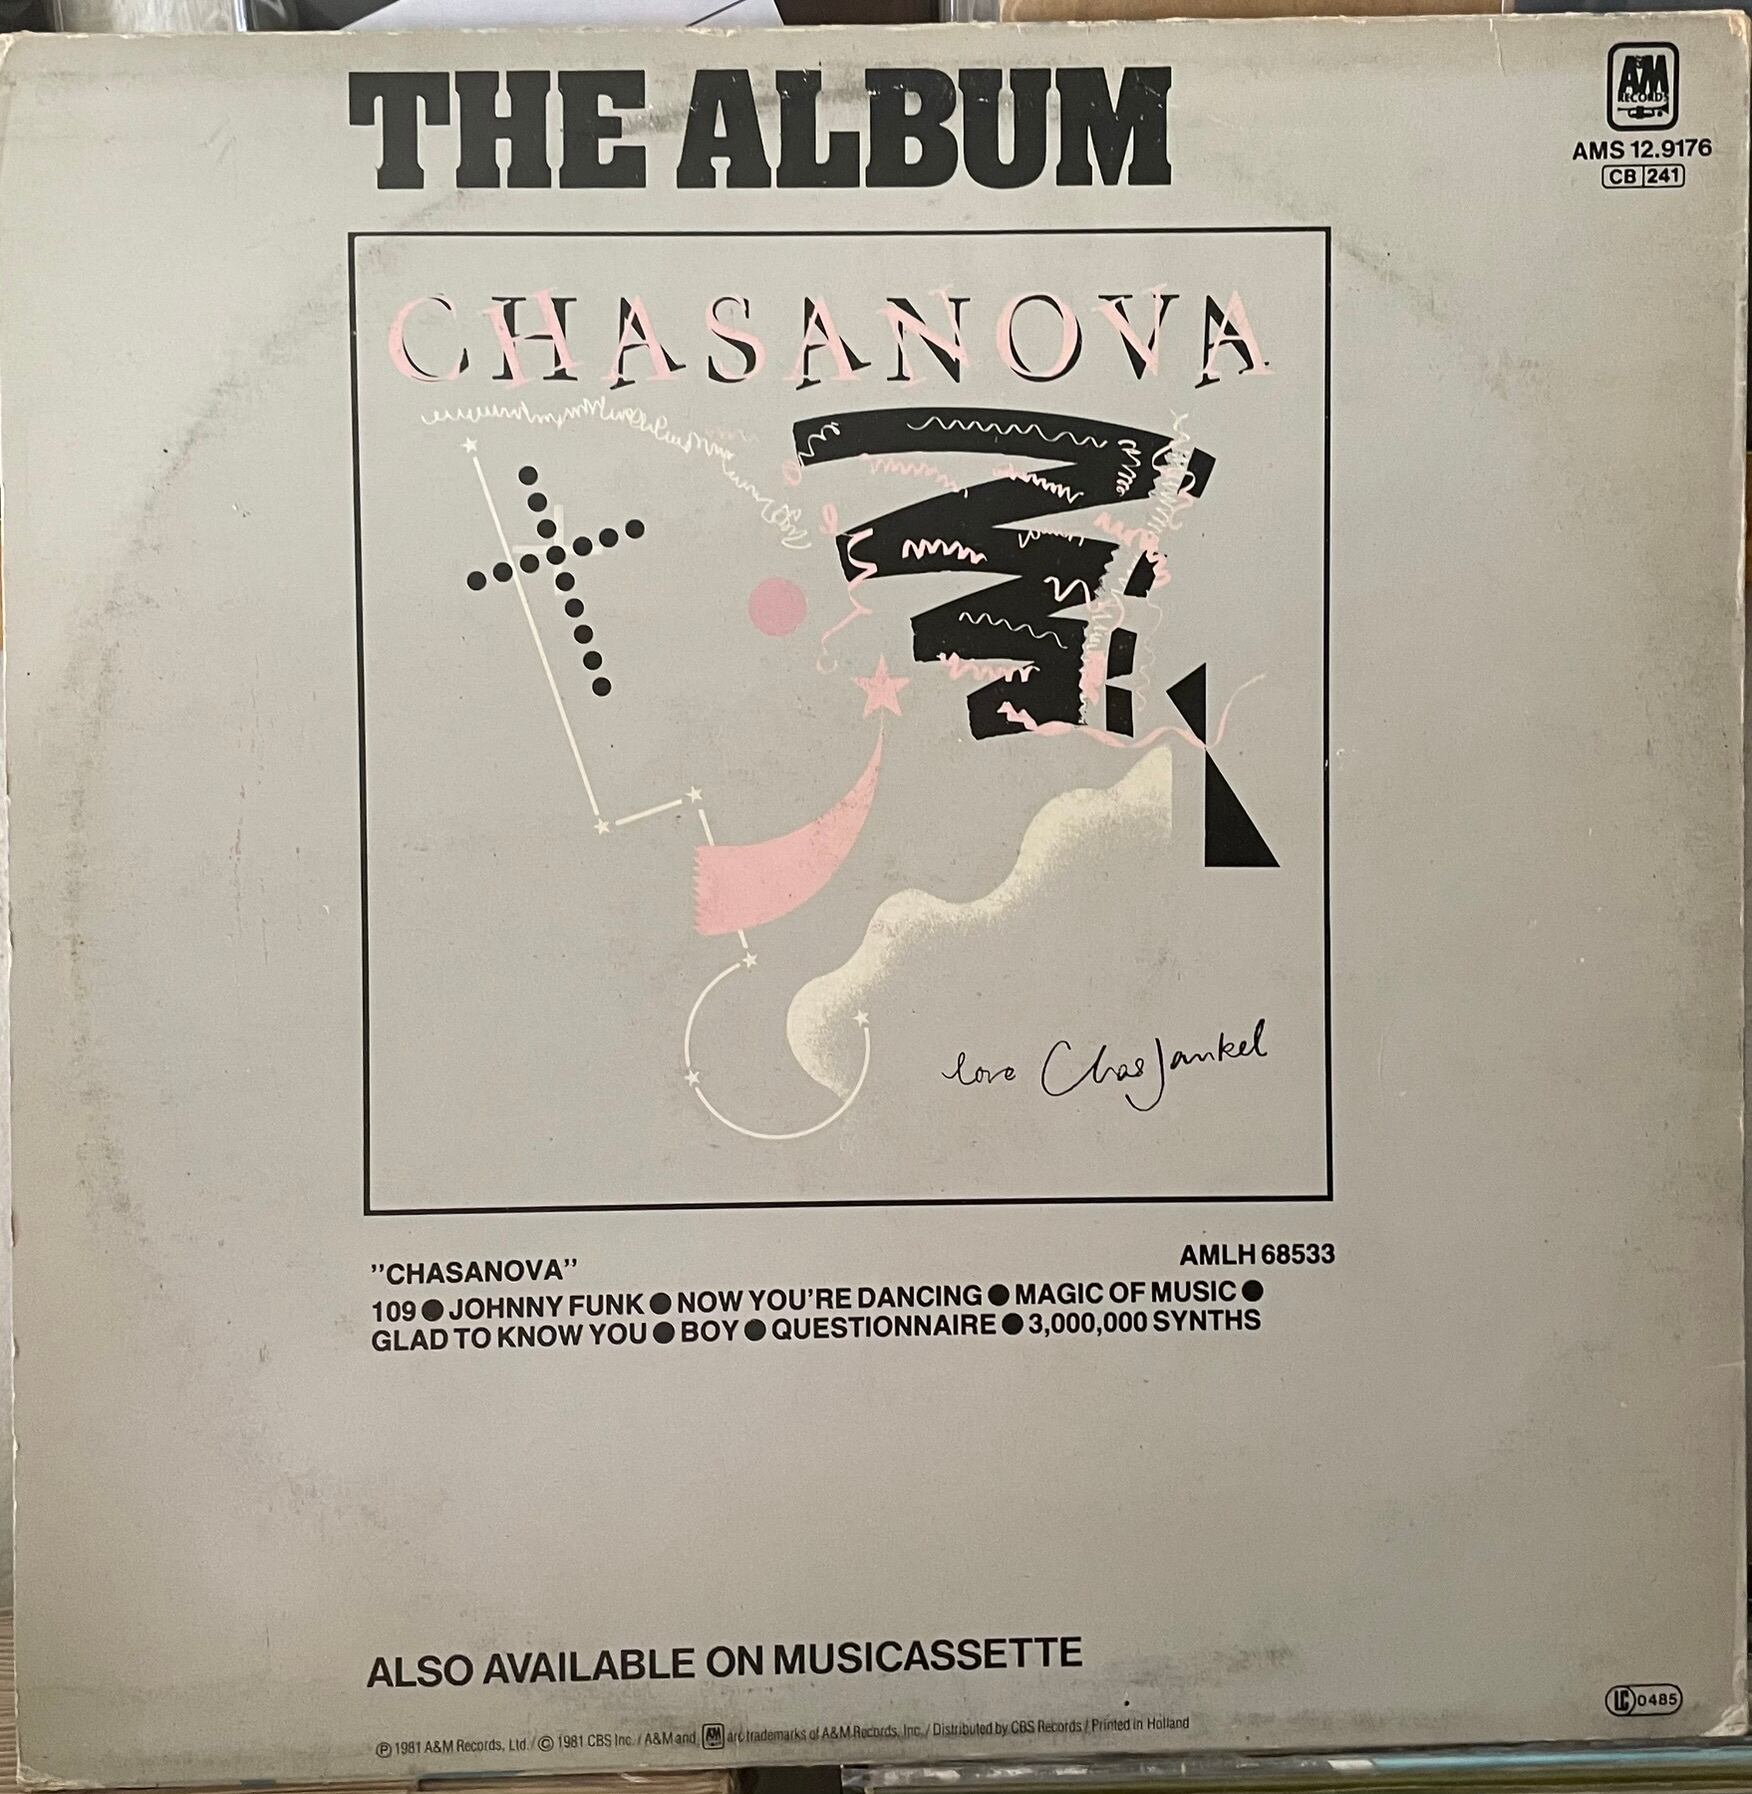 THE ALBUM
A&M
RECORDS
AMS 12.9176
CB 241
CHASANOVA
love Chas Jankel
"CHASANOVA"
AMLH 68533
109 ● JOHNNY FUNK ● NOW YOU'RE DANCING ● MAGIC OF MUSIC ●
GLAD TO KNOW YOU ● BOY ● QUESTIONNAIRE ● 3,000,000 SYNTHS
ALSO AVAILABLE ON MUSICASSETTE
LC 0485
Ⓟ 1981 A&M Records, Ltd. / © 1981 CBS Inc. / A&M and A&M are trademarks of A&M Records, Inc. / Distributed by CBS Records / Printed in Holland